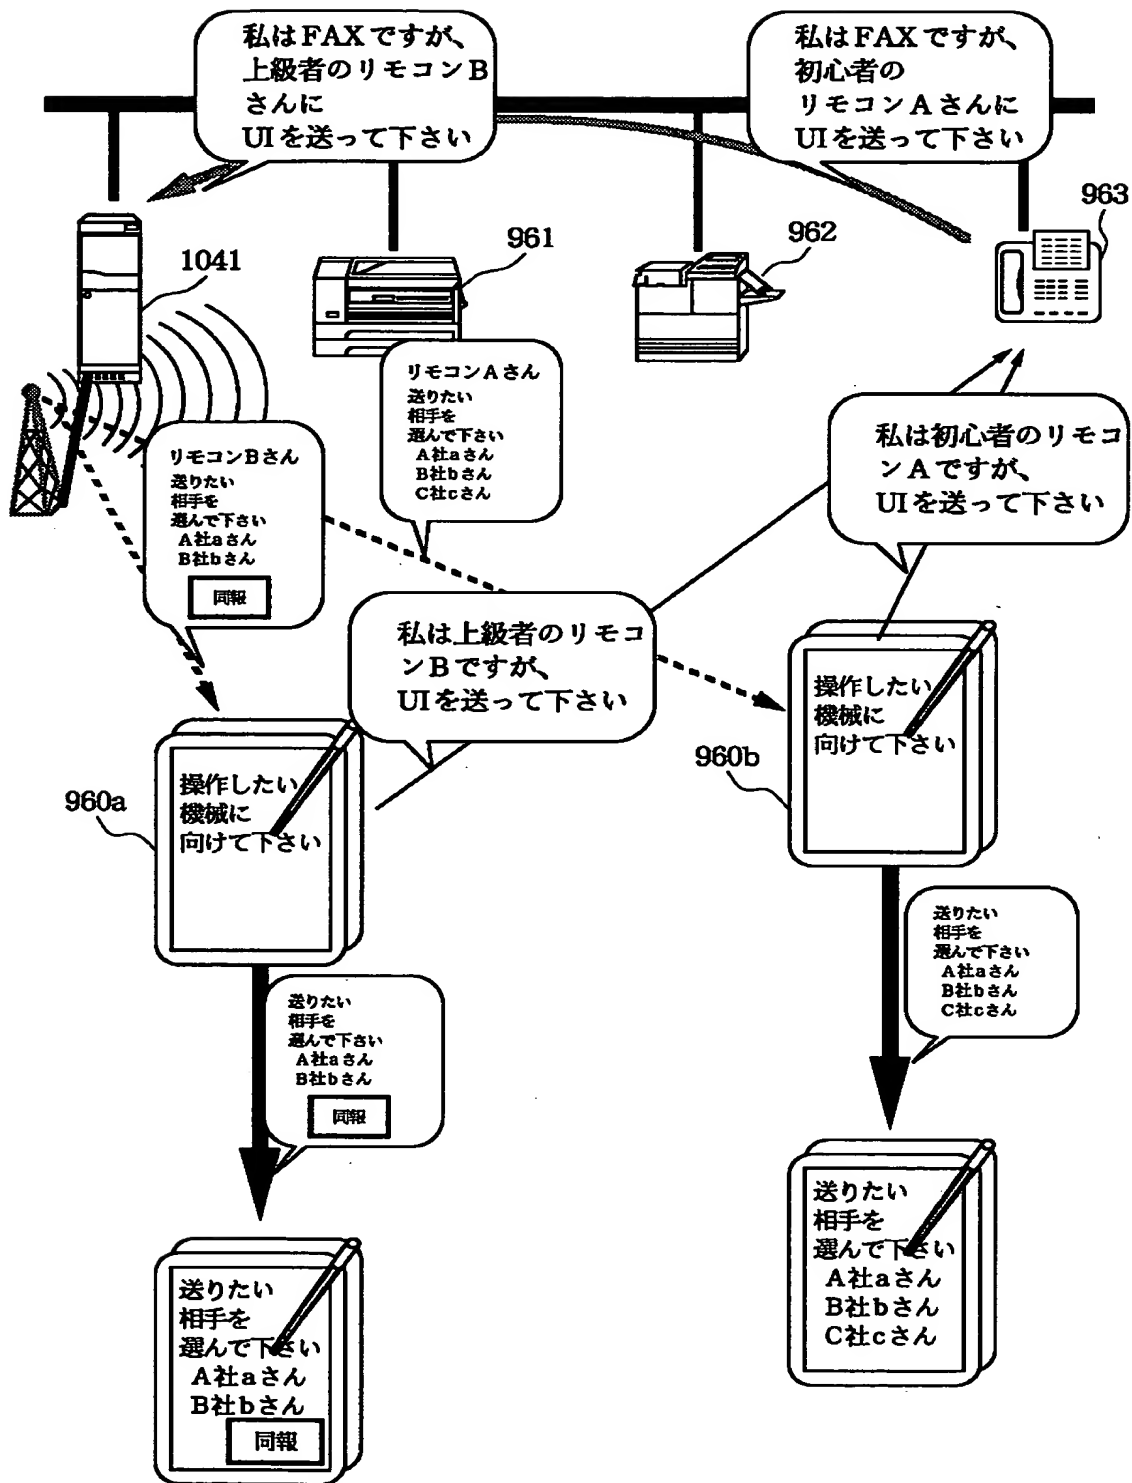 私はFAXですが、
上級者のリモコンB
さんに
UIを送って下さい
私はFAXですが、
初心者の
リモコンAさんに
UIを送って下さい
1041
961
962
963
リモコンAさん
送りたい
相手を
選んで下さい
A社aさん
B社bさん
C社cさん
リモコンBさん
送りたい
相手を
選んで下さい
A社aさん
B社bさん
同報
私は初心者のリモコ
ンAですが、
UIを送って下さい
私は上級者のリモコ
ンBですが、
UIを送って下さい
960a
操作したい
機械に
向けて下さい
960b
操作したい
機械に
向けて下さい
送りたい
相手を
選んで下さい
A社aさん
B社bさん
同報
送りたい
相手を
選んで下さい
A社aさん
B社bさん
C社cさん
送りたい
相手を
選んで下さい
A社aさん
B社bさん
同報
送りたい
相手を
選んで下さい
A社aさん
B社bさん
C社cさん